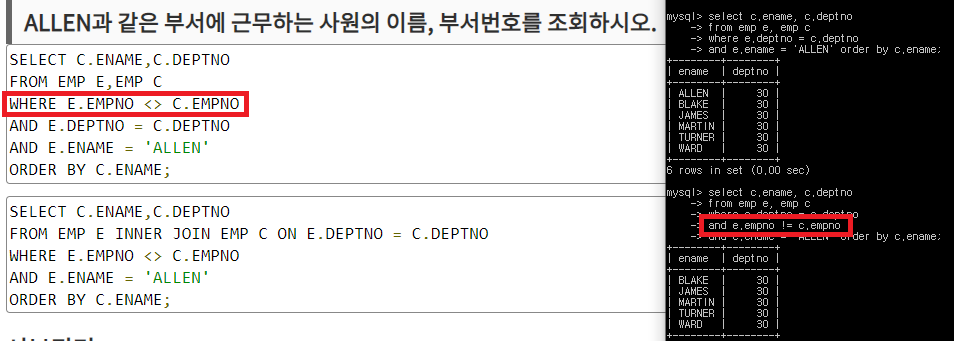 ALLEN과 같은 부서에 근무하는 사원의 이름, 부서번호를 조회하시오.
SELECT C.ENAME,C.DEPTNO
FROM EMP E,EMP C
WHERE E.EMPNO <> C.EMPNO
AND E.DEPTNO = C.DEPTNO
AND E.ENAME = 'ALLEN'
ORDER BY C.ENAME;
SELECT C.ENAME,C.DEPTNO
FROM EMP E INNER JOIN EMP C ON E.DEPTNO = C.DEPTNO
WHERE E.EMPNO <> C.EMPNO
AND E.ENAME = 'ALLEN'
ORDER BY C.ENAME;
mysql> select c.ename, c.deptno
-> from emp e, emp c
-> where e.deptno = c.deptno
-> and e.ename = 'ALLEN' order by c.ename;
+--------+--------+
| ename | deptno |
+--------+--------+
| ALLEN | 30 |
| BLAKE | 30 |
| JAMES | 30 |
| MARTIN | 30 |
| TURNER | 30 |
| WARD | 30 |
+--------+--------+
6 rows in set (0.00 sec)
mysql> select c.ename, c.deptno
-> from emp e, emp c
-> where e.deptno = c.deptno
-> and e.empno != c.empno
-> and e.ename = 'ALLEN' order by c.ename;
+--------+--------+
| ename | deptno |
+--------+--------+
| BLAKE | 30 |
| JAMES | 30 |
| MARTIN | 30 |
| TURNER | 30 |
| WARD | 30 |
+--------+--------+